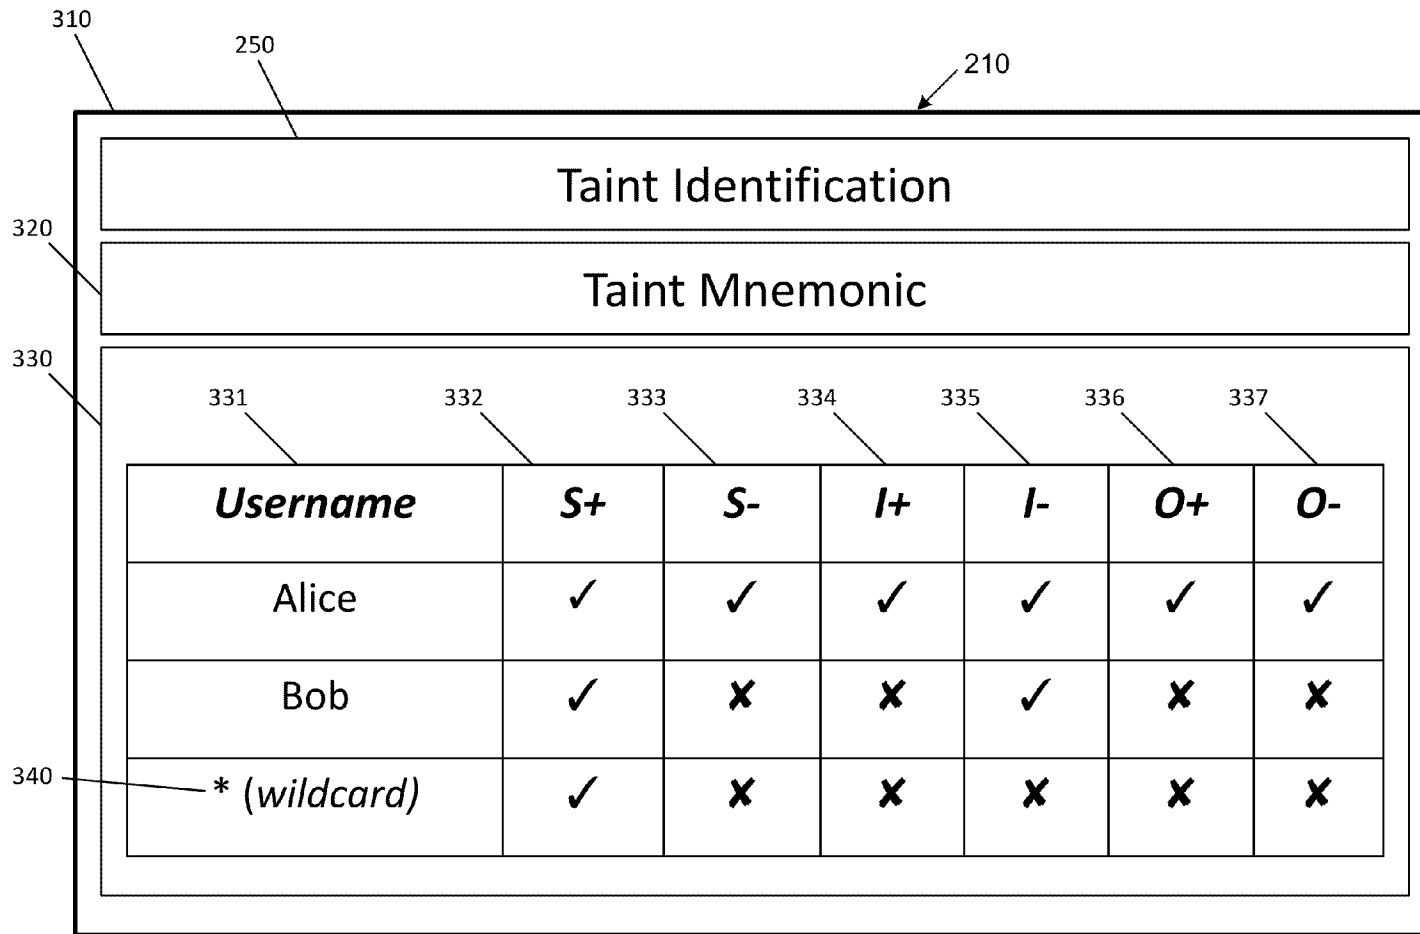 310
250
210
Taint Identification
320
Taint Mnemonic
330
331 332 333 334 335 336 337
Username S+ S- I+ I- O+ O-
Alice ✓ ✓ ✓ ✓ ✓ ✓
Bob ✓ ✘ ✘ ✓ ✘ ✘
340
* (wildcard) ✓ ✘ ✘ ✘ ✘ ✘